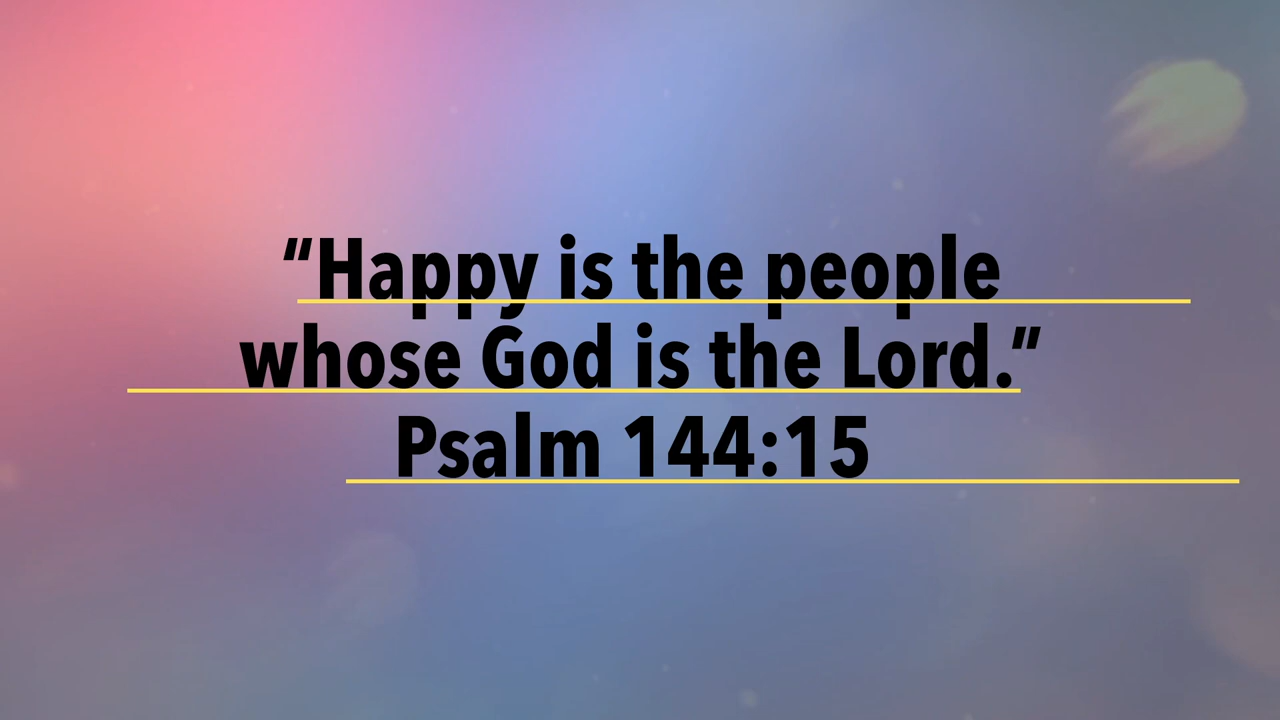 “Happy is the people
whose God is the Lord.”
Psalm 144:15